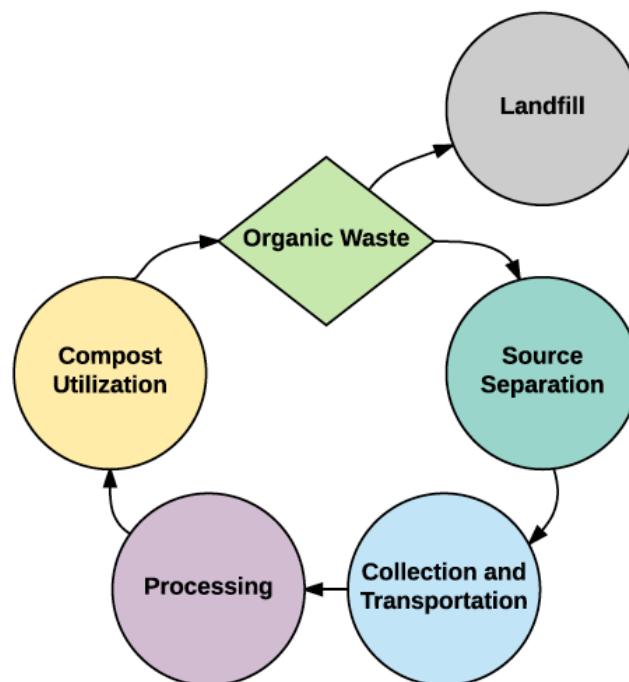 Landfill
Organic Waste
Compost
Utilization
Source
Separation
Processing
Collection and
Transportation